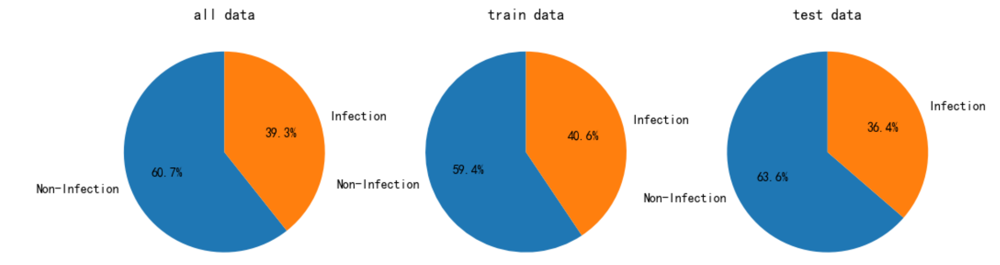 all data
Infection
39.3%
60.7%
Non-Infection
train data
Infection
40.6%
59.4%
Non-Infection
test data
Infection
36.4%
63.6%
Non-Infection